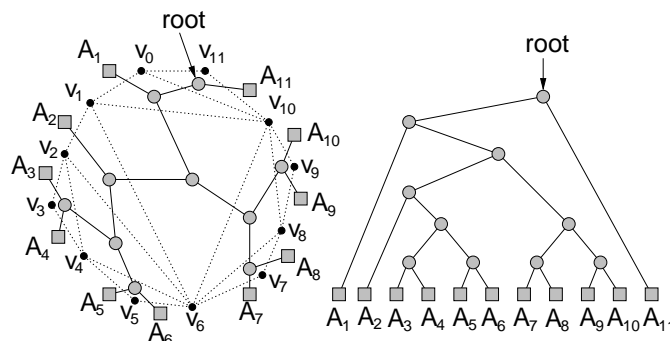 root
A1 v0 v11
v1 A11
v10
A2 A10
v2
A3 v9
v3 A9
A4 v8
v4 A8
v7
A5 v5 v6 A7
A6
root
A1 A2 A3 A4 A5 A6 A7 A8 A9 A10 A11